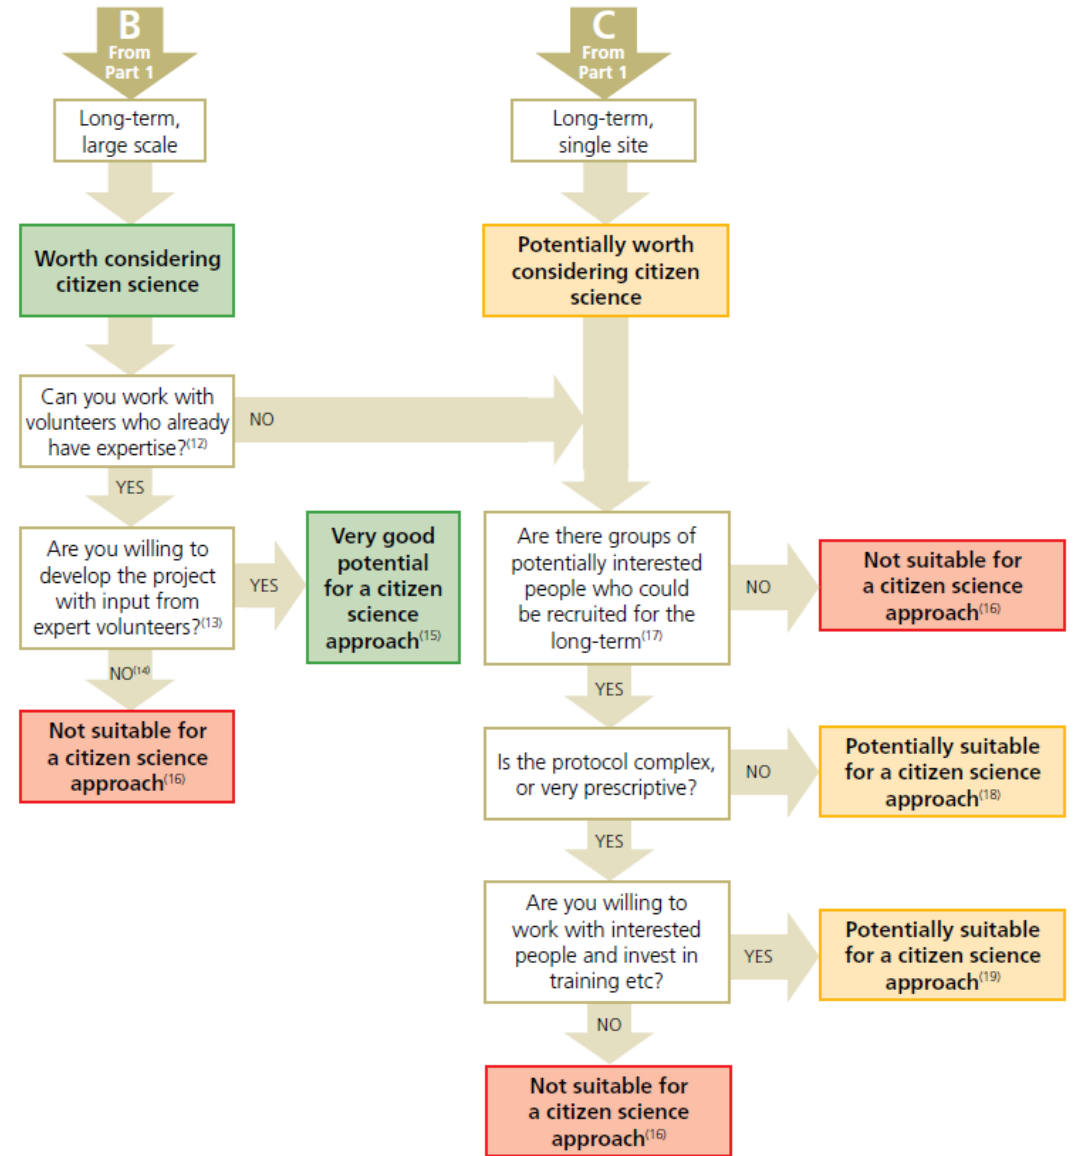 B
From
Part 1
Long-term,
large scale
Worth considering
citizen science
Can you work with
volunteers who already
have expertise?(12)
NO
YES
Are you willing to
develop the project
with input from
expert volunteers?(13)
YES
Very good
potential
for a citizen
science
approach(15)
NO(14)
Not suitable for
a citizen science
approach(16)
C
From
Part 1
Long-term,
single site
Potentially worth
considering citizen
science
Are there groups of
potentially interested
people who could
be recruited for the
long-term(17)
NO
Not suitable for
a citizen science
approach(16)
YES
Is the protocol complex,
or very prescriptive?
NO
Potentially suitable
for a citizen science
approach(18)
YES
Are you willing to
work with interested
people and invest in
training etc?
YES
Potentially suitable
for a citizen science
approach(19)
NO
Not suitable for
a citizen science
approach(16)